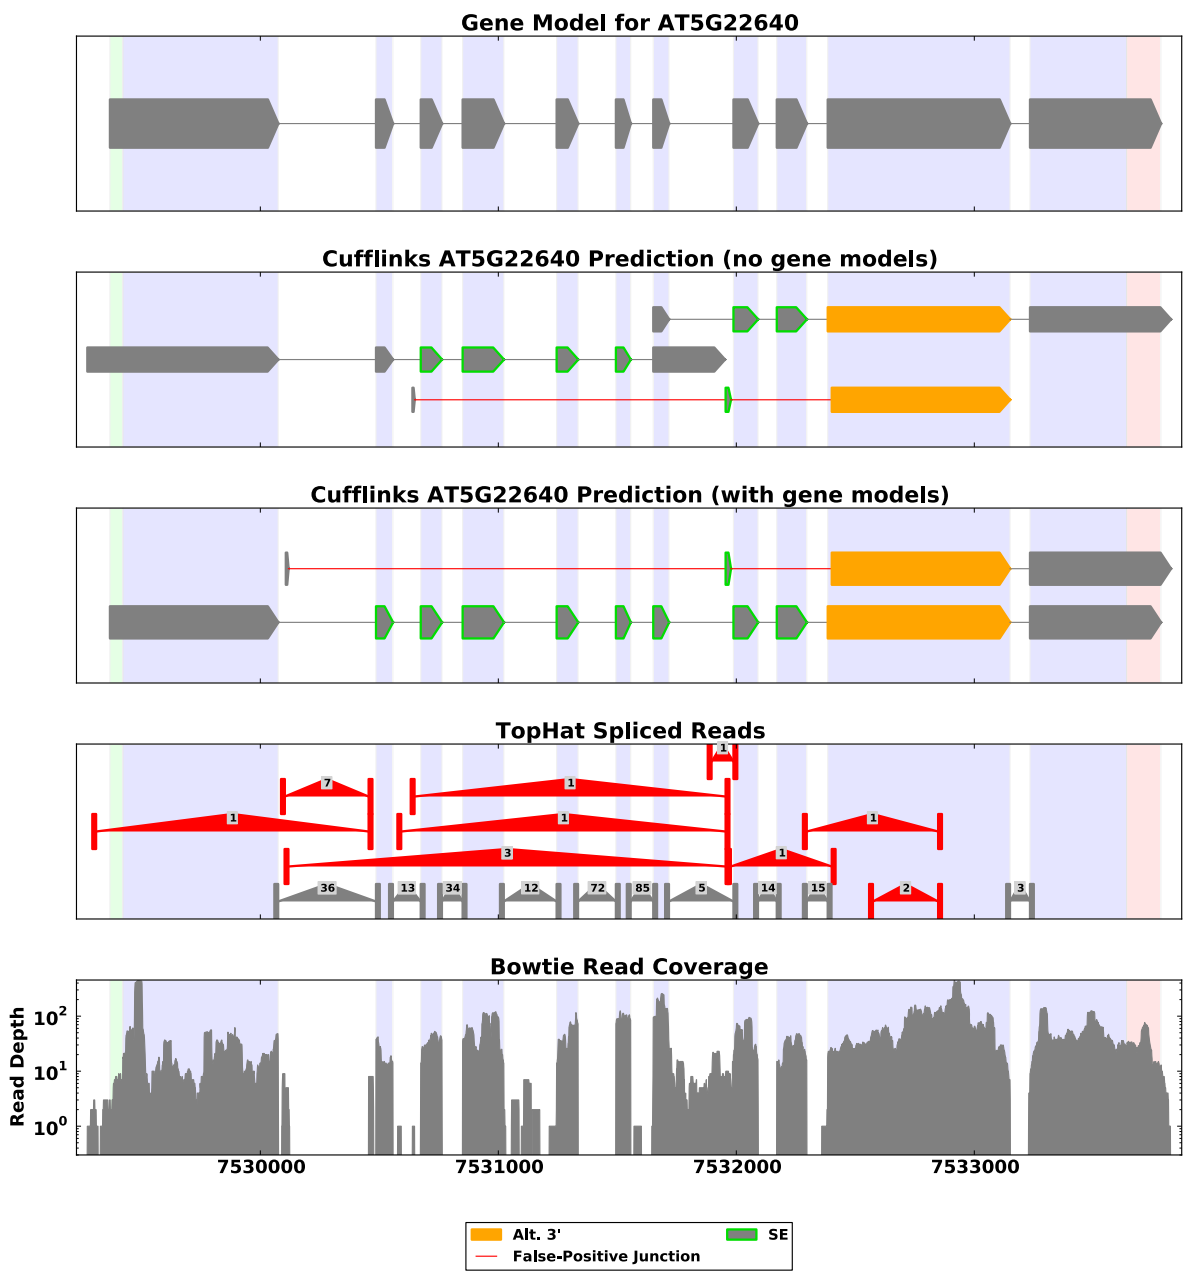 Gene Model for AT5G22640
Cufflinks AT5G22640 Prediction (no gene models)
Cufflinks AT5G22640 Prediction (with gene models)
TopHat Spliced Reads
1
7 1
1 1 1
3 1
36 13 34 12 72 85 5 14 15 2 3
Bowtie Read Coverage
Read Depth
10²
10¹
10⁰
7530000 7531000 7532000 7533000
Alt. 3' SE
False-Positive Junction